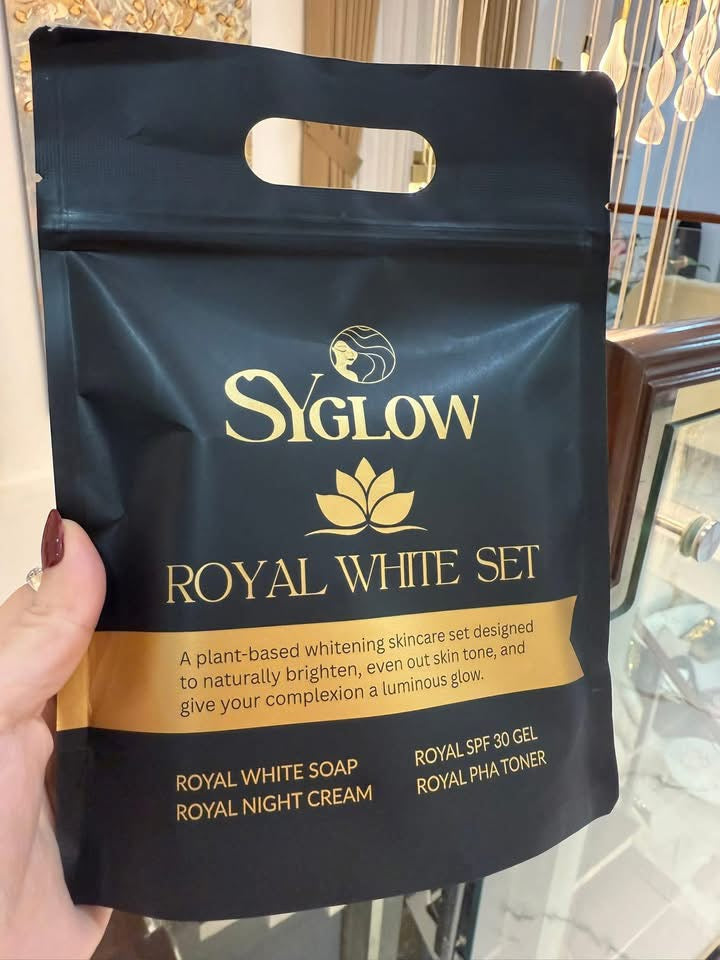 SYGLOW
ROYAL WHITE SET
A plant-based whitening skincare set designed
to naturally brighten, even out skin tone, and
give your complexion a luminous glow.
ROYAL WHITE SOAP
ROYAL NIGHT CREAM
ROYAL SPF 30 GEL
ROYAL PHA TONER